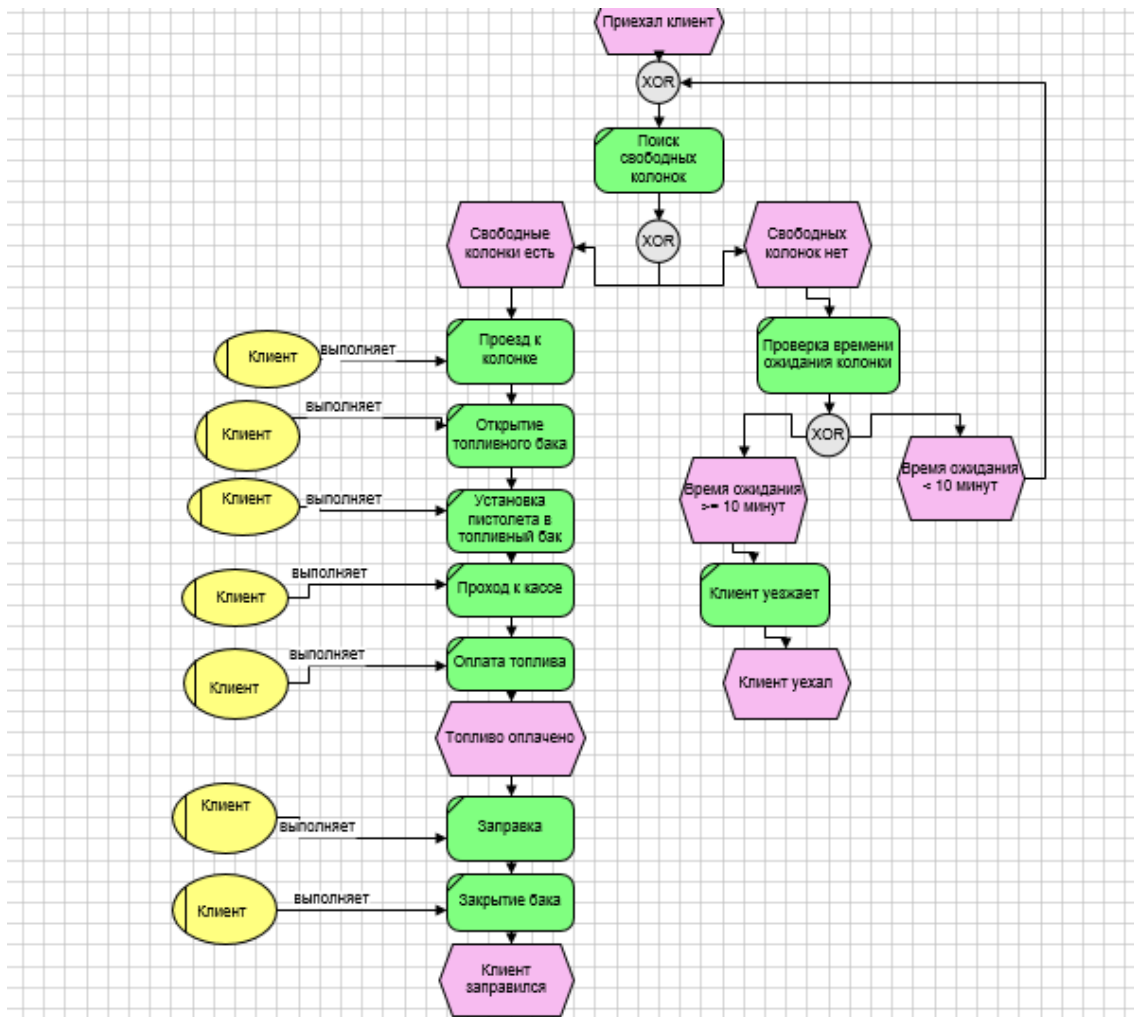 Приехал клиент
XOR
Поиск
свободных
колонок
XOR
Свободные
колонки есть
Свободных
колонок нет
Клиент
выполняет
Проезд к
колонке
Проверка времени
ожидания колонки
Клиент
выполняет
Открытие
топливного бака
XOR
Время ожидания
>= 10 минут
Время ожидания
< 10 минут
Клиент
выполняет
Установка
пистолета в
топливный бак
Клиент
выполняет
Проход к кассе
Клиент уезжает
Клиент
выполняет
Оплата топлива
Клиент уехал
Топливо оплачено
Клиент
выполняет
Заправка
Клиент
выполняет
Закрытие бака
Клиент
заправился